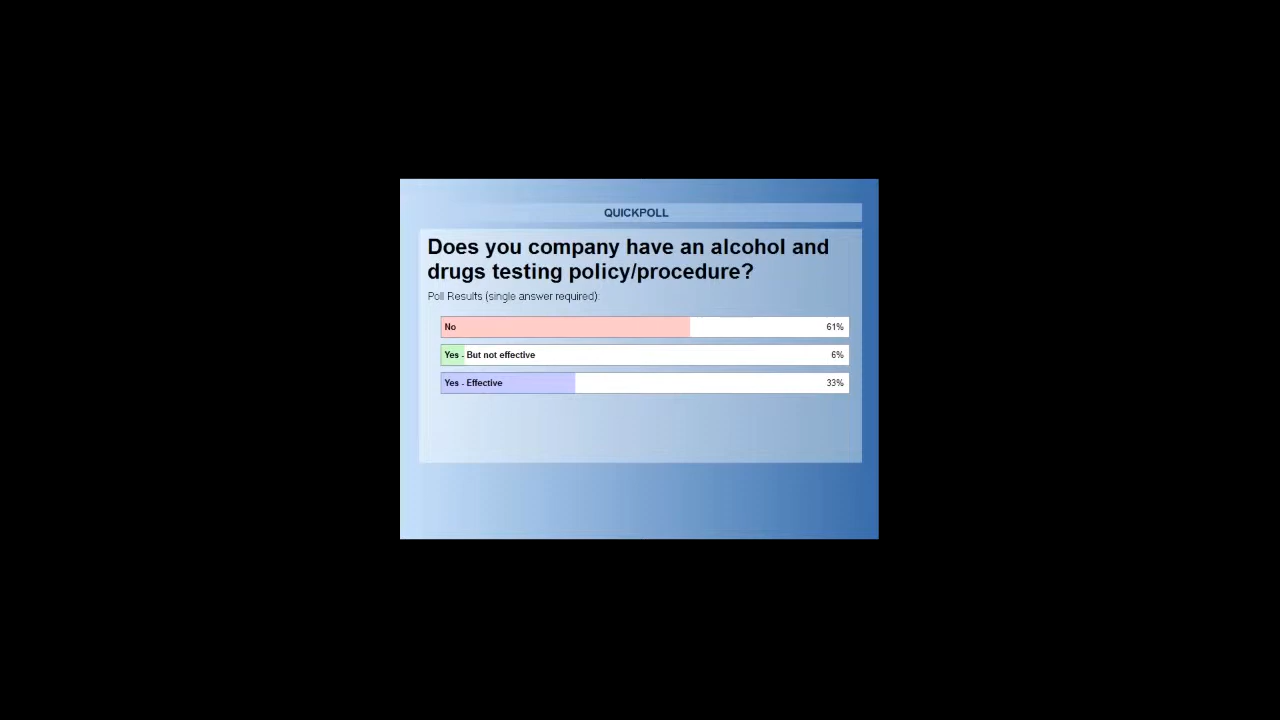 QUICKPOLL
Does you company have an alcohol and
drugs testing policy/procedure?
Poll Results (single answer required):
No 61%
Yes - But not effective 6%
Yes - Effective 33%